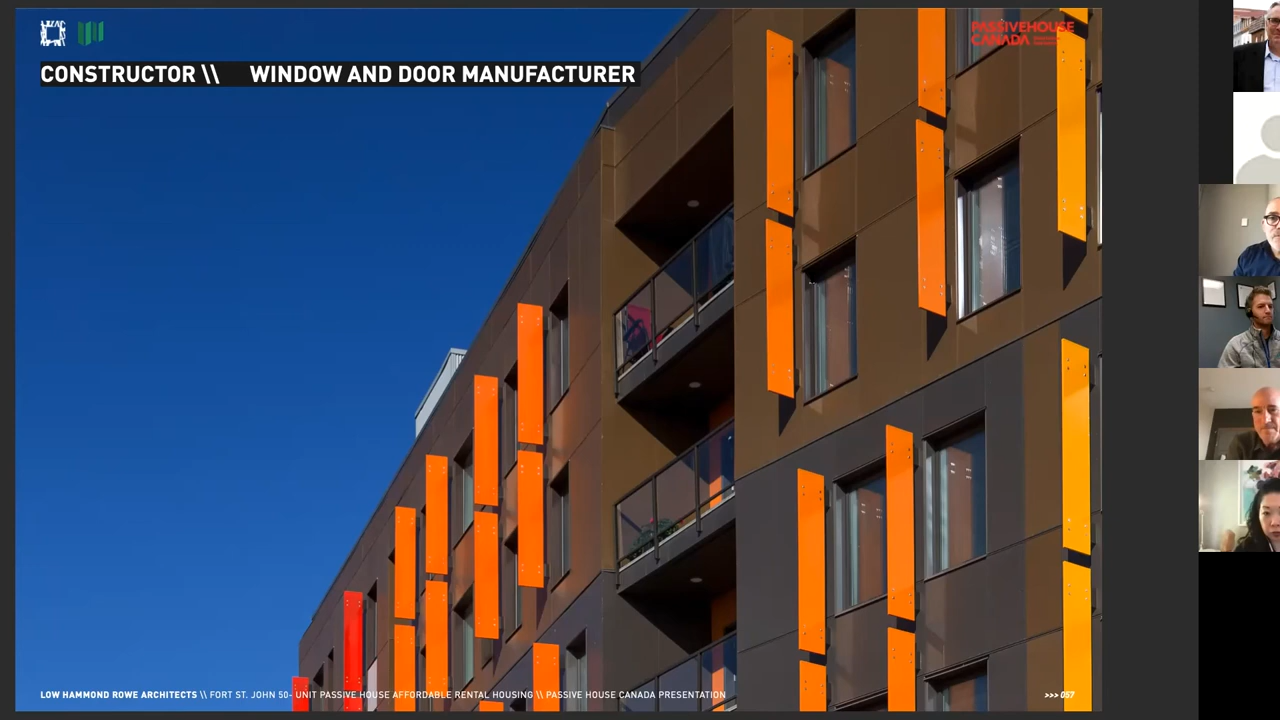 PASSIVEHOUSE
CANADA
CONSTRUCTOR \\ WINDOW AND DOOR MANUFACTURER
LOW HAMMOND ROWE ARCHITECTS \\ FORT ST. JOHN 50- UNIT PASSIVE HOUSE AFFORDABLE RENTAL HOUSING \\ PASSIVE HOUSE CANADA PRESENTATION
>>> 057